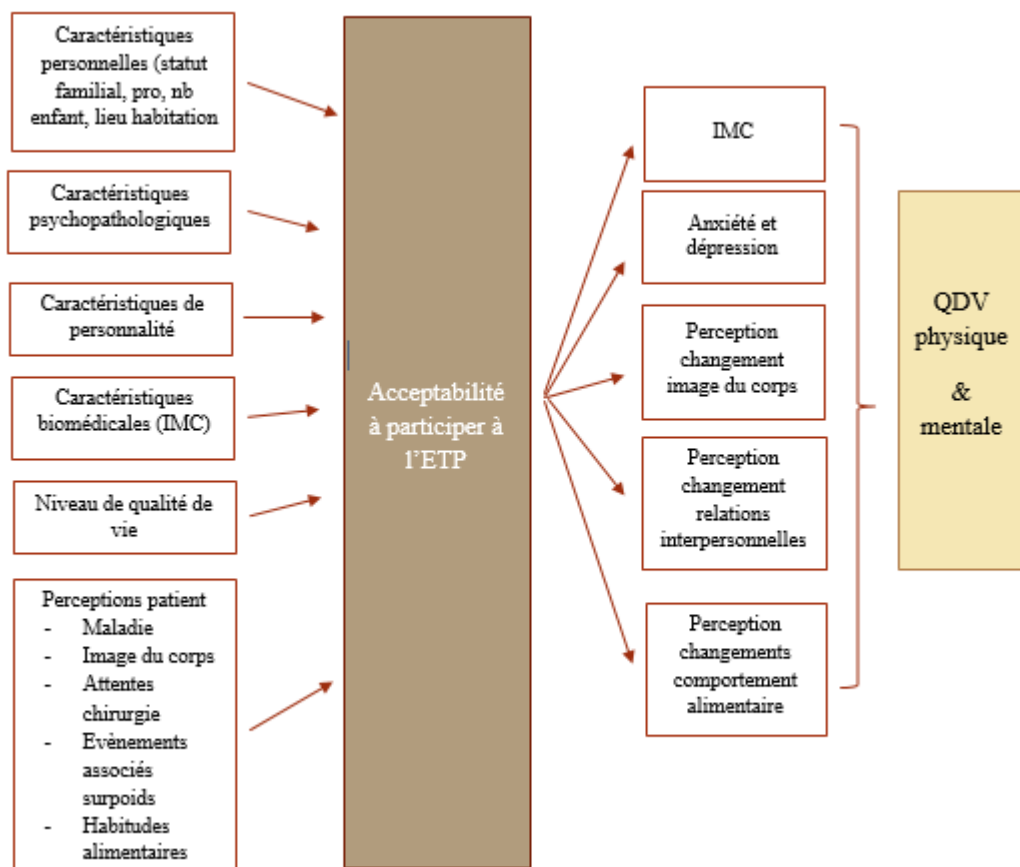 Caractéristiques
personnelles (statut
familial, pro, nb
enfant, lieu habitation
Caractéristiques
psychopathologiques
Caractéristiques de
personnalité
Caractéristiques
biomédicales (IMC)
Niveau de qualité de
vie
Perceptions patient
- Maladie
- Image du corps
- Attentes
chirurgie
- Evènements
associés
surpoids
- Habitudes
alimentaires
Acceptabilité
à participer à
l’ETP
IMC
Anxiété et
dépression
Perception
changement
image du corps
Perception
changement
relations
interpersonnelles
Perception
changements
comportement
alimentaire
QDV
physique
&
mentale